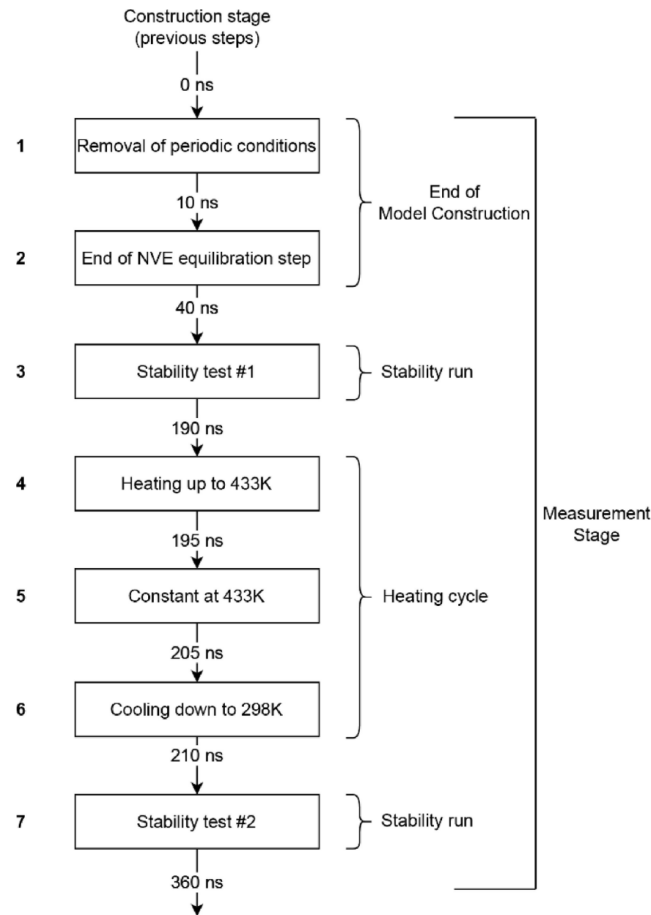 Construction stage
(previous steps)
0 ns
1
Removal of periodic conditions
10 ns
End of
Model Construction
2
End of NVE equilibration step
40 ns
3
Stability test #1
Stability run
190 ns
4
Heating up to 433K
195 ns
Measurement
Stage
5
Constant at 433K
Heating cycle
205 ns
6
Cooling down to 298K
210 ns
7
Stability test #2
Stability run
360 ns